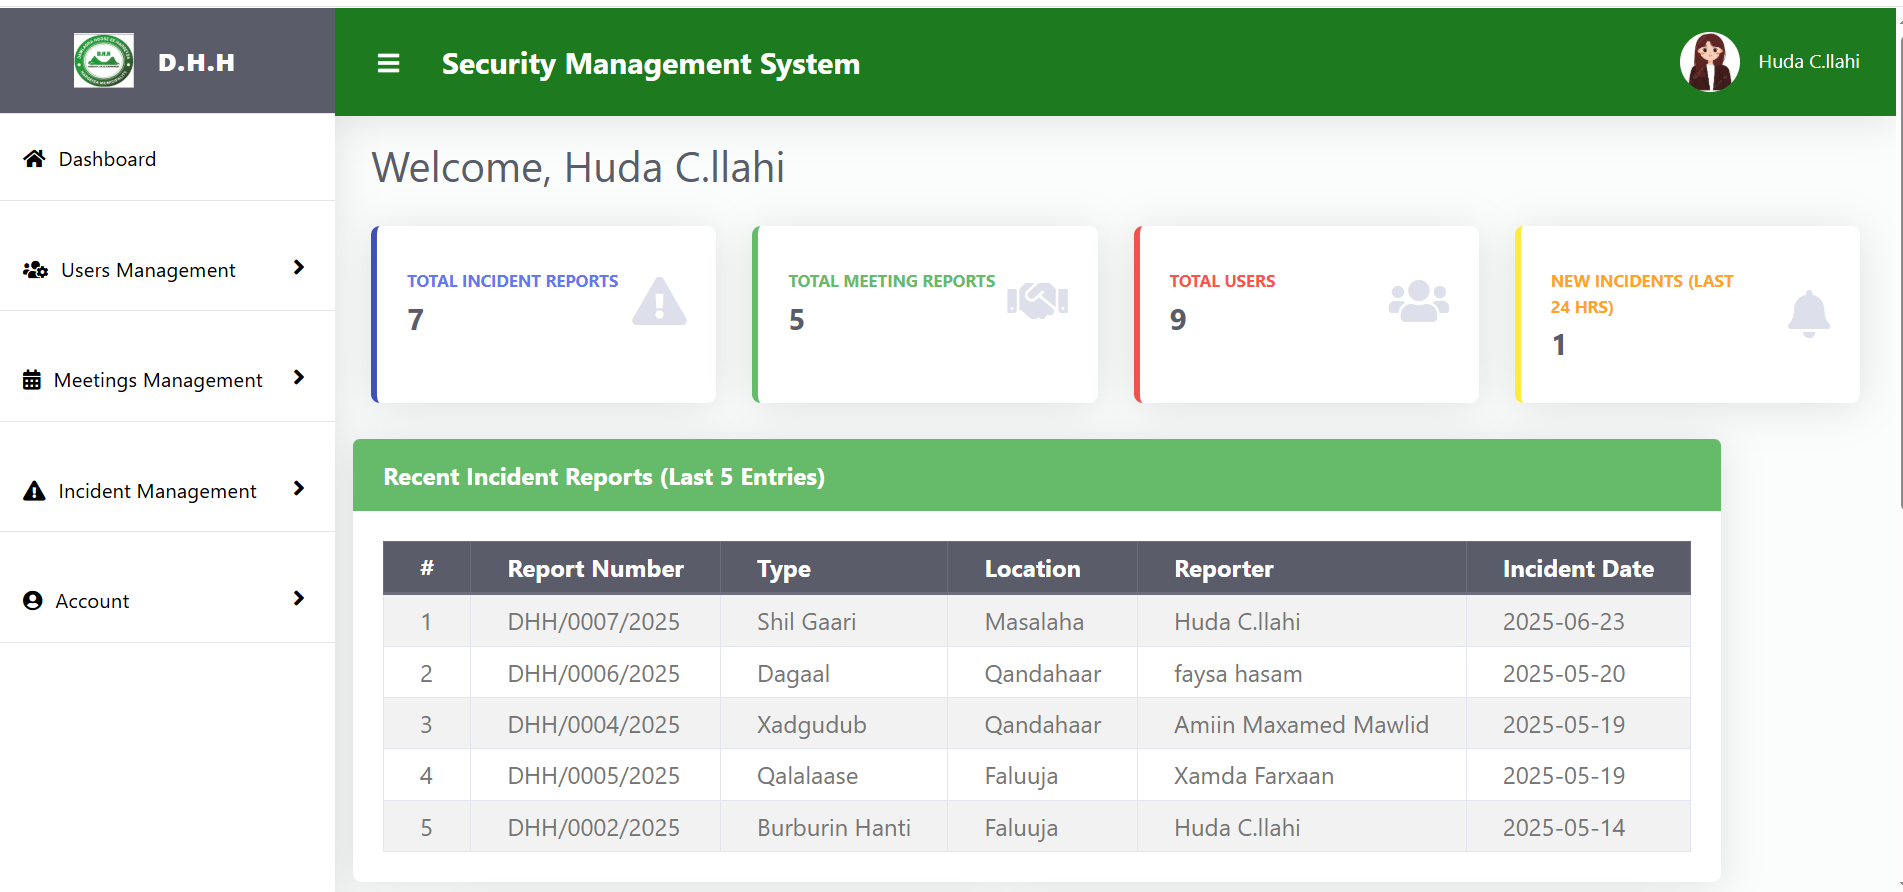 D.H.H
Security Management System
Huda C.llahi
Dashboard
Users Management
Meetings Management
Incident Management
Account
Welcome, Huda C.llahi
TOTAL INCIDENT REPORTS
7
TOTAL MEETING REPORTS
5
TOTAL USERS
9
NEW INCIDENTS (LAST
24 HRS)
1
Recent Incident Reports (Last 5 Entries)
# Report Number Type Location Reporter Incident Date
1 DHH/0007/2025 Shil Gaari Masalaha Huda C.llahi 2025-06-23
2 DHH/0006/2025 Dagaal Qandahaar faysa hasam 2025-05-20
3 DHH/0004/2025 Xadgudub Qandahaar Amiin Maxamed Mawlid 2025-05-19
4 DHH/0005/2025 Qalalaase Faluuja Xamda Farxaan 2025-05-19
5 DHH/0002/2025 Burburin Hanti Faluuja Huda C.llahi 2025-05-14